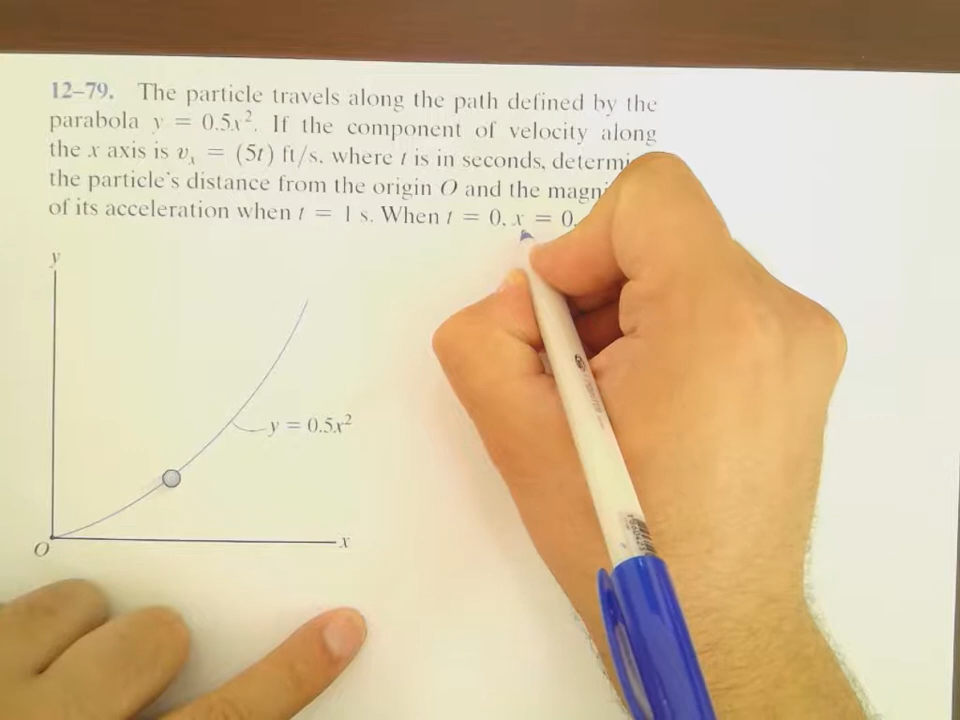 12–79. The particle travels along the path defined by the
parabola y = 0.5x². If the component of velocity along
the x axis is vₓ = (5t) ft/s, where t is in seconds,
the particle's distance from the origin O and the
of its acceleration when t = 1 s. When t = 0, x = 0,
y
y = 0.5x²
x
O